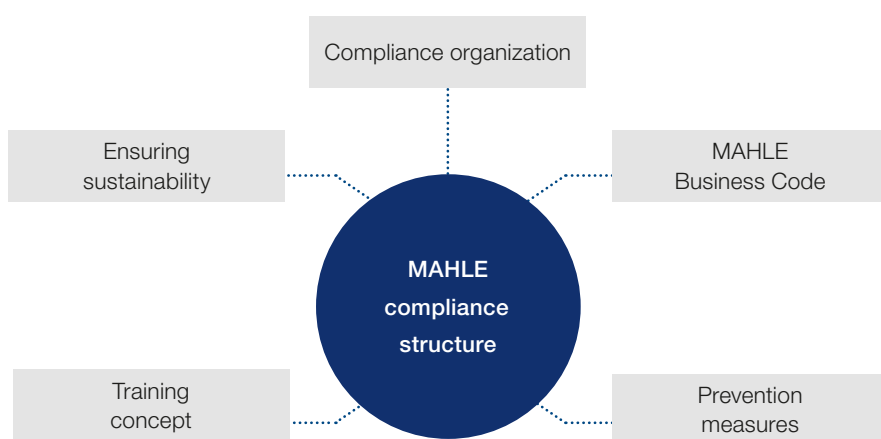 Compliance organization
Ensuring
sustainability
MAHLE
Business Code
MAHLE
compliance
structure
Training
concept
Prevention
measures